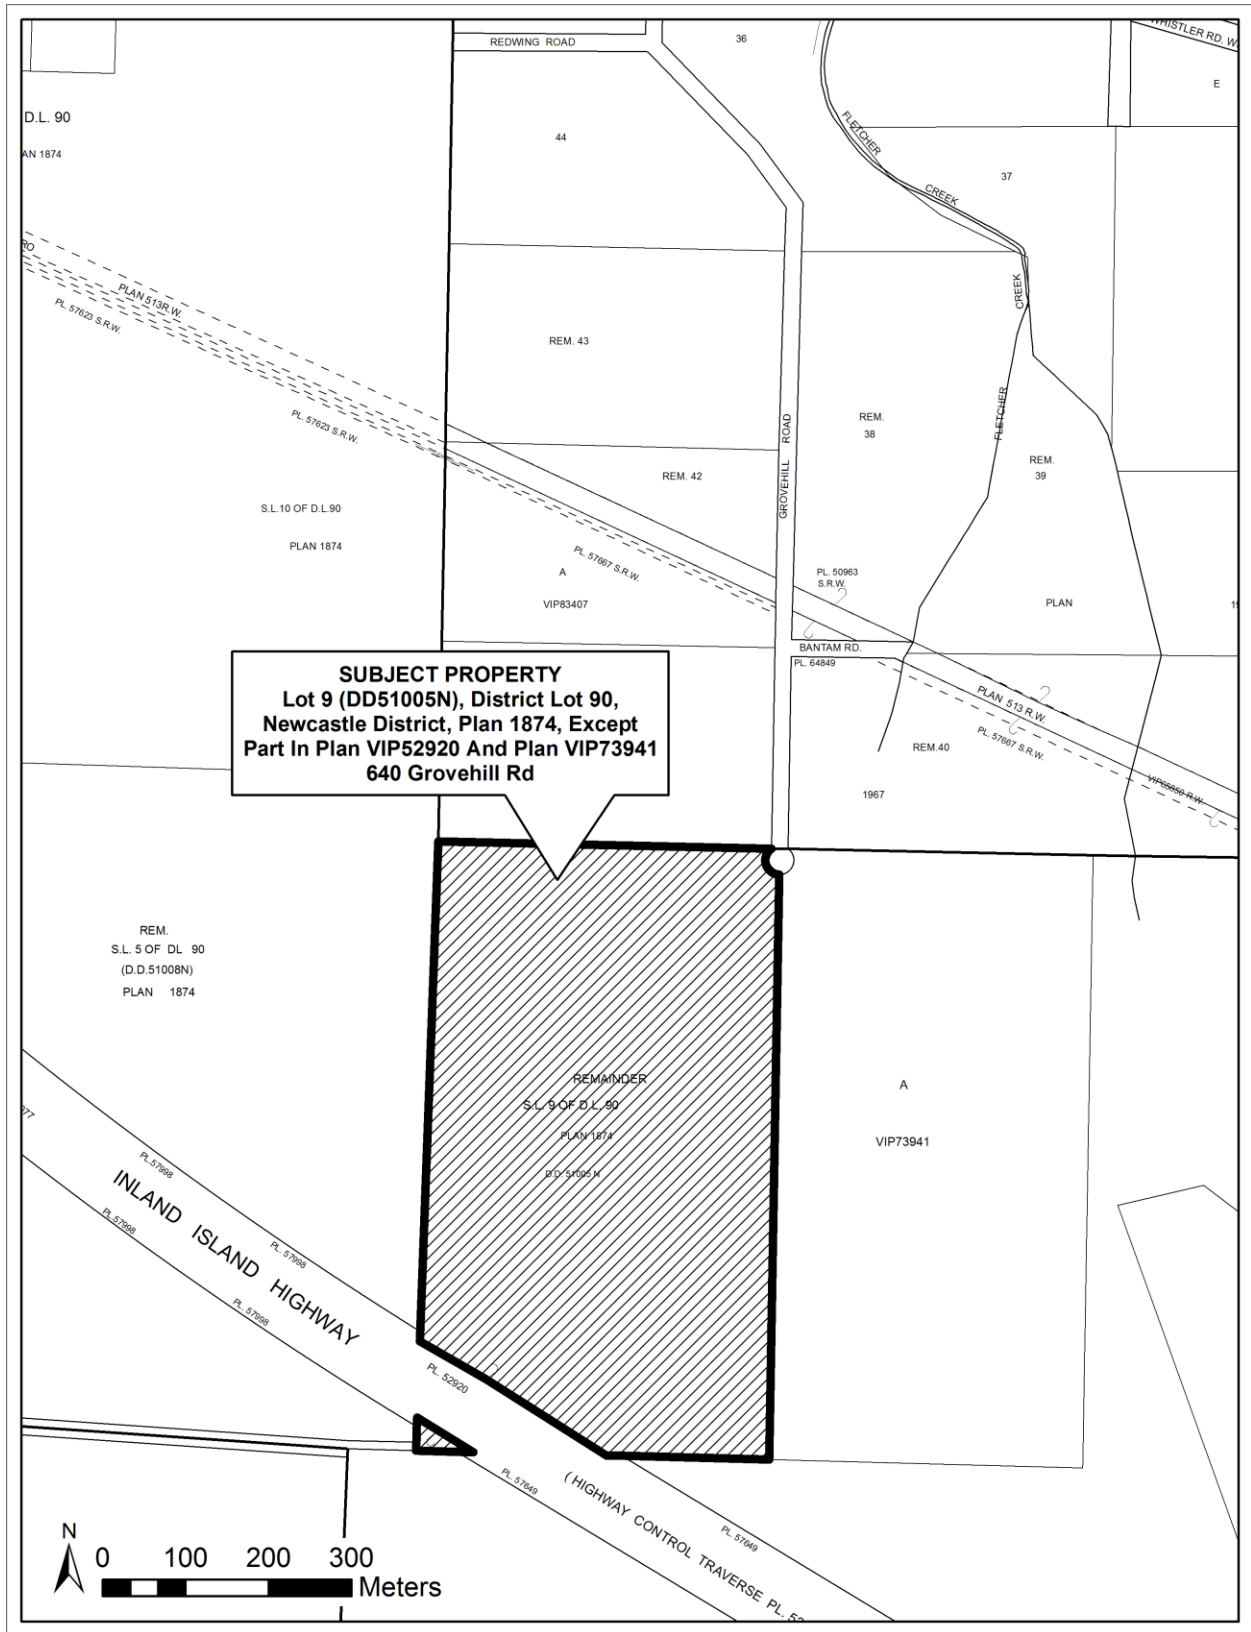 REDWING ROAD
36
WHISTLER RD. W.
E
D.L. 90
AN 1874
44
FLETCHER
CREEK
37
RO
PLAN 513R.W.
PL. 57623 S.R.W.
CREEK
REM. 43
PL. 57623 S.R.W.
GROVEHILL ROAD
REM.
38
FLETCHER
REM.
39
REM. 42
S.L.10 OF D.L.90
PLAN 1874
PL. 57667 S.R.W.
A
VIP83407
PL. 50963
S.R.W.
PLAN
19
BANTAM RD.
PL. 64849
SUBJECT PROPERTY
Lot 9 (DD51005N), District Lot 90,
Newcastle District, Plan 1874, Except
Part In Plan VIP52920 And Plan VIP73941
640 Grovehill Rd
PLAN 513 R.W.
PL. 57667 S.R.W.
REM.40
1967
VIP65850 R.W.
REM.
S.L. 5 OF DL 90
(D.D.51008N)
PLAN 1874
REMAINDER
S.L. 9 OF D.L. 90
PLAN 1874
D.D. 51005 N
A
VIP73941
PL.57998
PL.57998
INLAND ISLAND HIGHWAY
PL. 57998
PL. 57998
PL. 52920
PL. 57649
(HIGHWAY CONTROL TRAVERSE PL.
PL. 57649
N
0 100 200 300
Meters